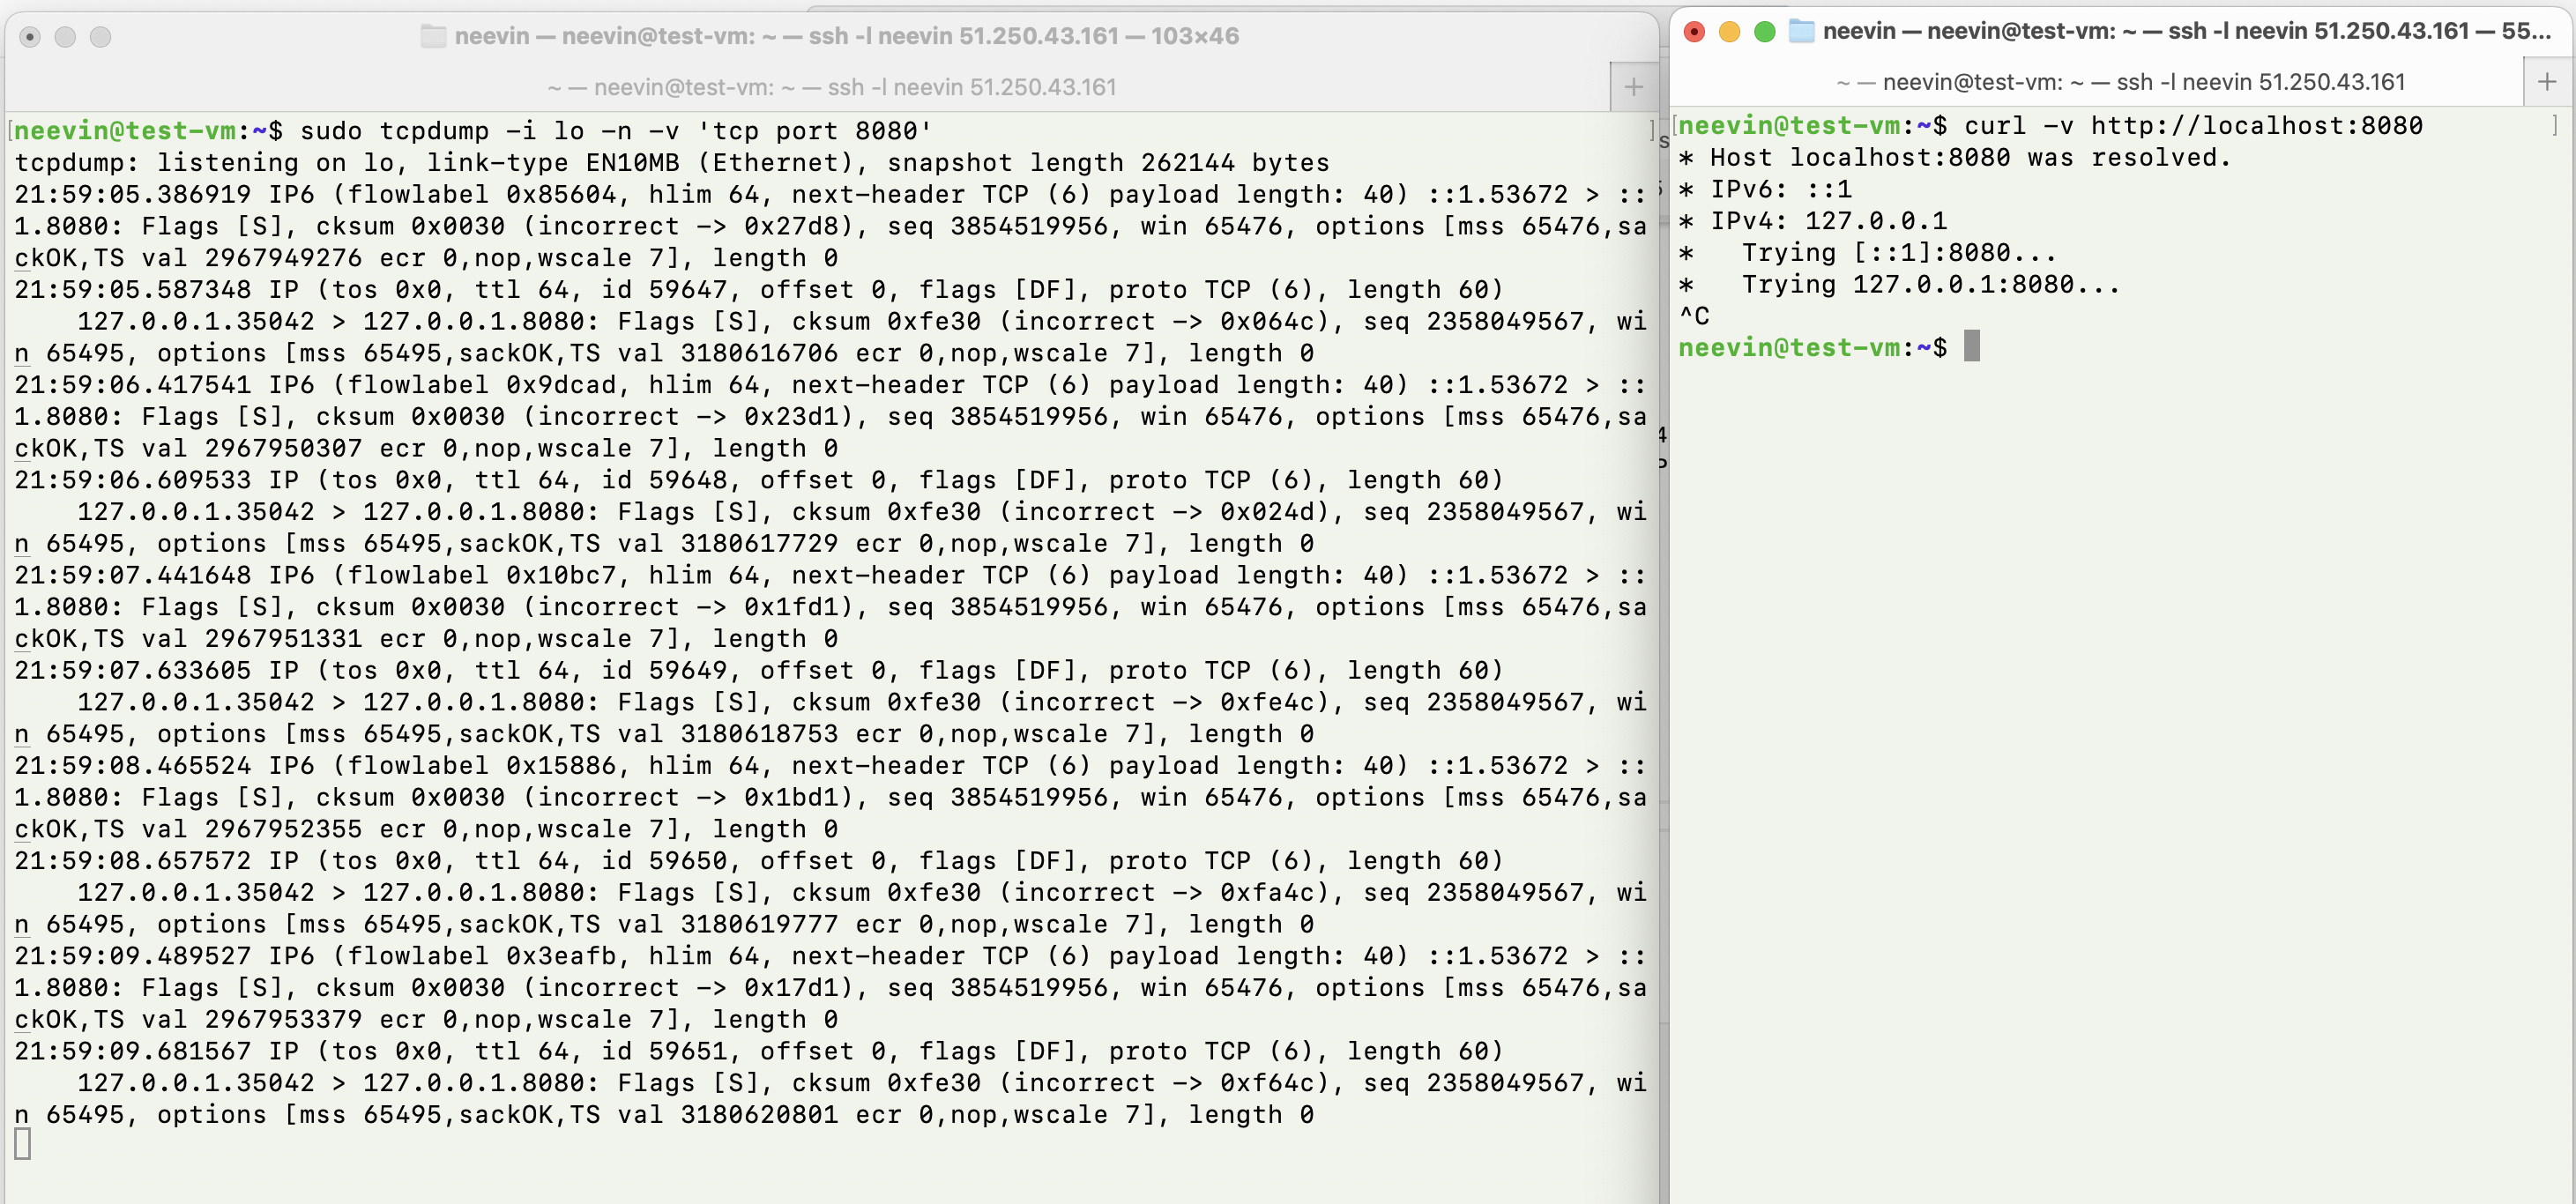 neevin — neevin@test-vm: ~ — ssh -l neevin 51.250.43.161 — 103×46
~ — neevin@test-vm: ~ — ssh -l neevin 51.250.43.161
neevin@test-vm:~$ sudo tcpdump -i lo -n -v 'tcp port 8080'
tcpdump: listening on lo, link-type EN10MB (Ethernet), snapshot length 262144 bytes
21:59:05.386919 IP6 (flowlabel 0x85604, hlim 64, next-header TCP (6) payload length: 40) ::1.53672 > ::
1.8080: Flags [S], cksum 0x0030 (incorrect -> 0x27d8), seq 3854519956, win 65476, options [mss 65476,sa
ckOK,TS val 2967949276 ecr 0,nop,wscale 7], length 0
21:59:05.587348 IP (tos 0x0, ttl 64, id 59647, offset 0, flags [DF], proto TCP (6), length 60)
    127.0.0.1.35042 > 127.0.0.1.8080: Flags [S], cksum 0xfe30 (incorrect -> 0x064c), seq 2358049567, wi
n 65495, options [mss 65495,sackOK,TS val 3180616706 ecr 0,nop,wscale 7], length 0
21:59:06.417541 IP6 (flowlabel 0x9dcad, hlim 64, next-header TCP (6) payload length: 40) ::1.53672 > ::
1.8080: Flags [S], cksum 0x0030 (incorrect -> 0x23d1), seq 3854519956, win 65476, options [mss 65476,sa
ckOK,TS val 2967950307 ecr 0,nop,wscale 7], length 0
21:59:06.609533 IP (tos 0x0, ttl 64, id 59648, offset 0, flags [DF], proto TCP (6), length 60)
    127.0.0.1.35042 > 127.0.0.1.8080: Flags [S], cksum 0xfe30 (incorrect -> 0x024d), seq 2358049567, wi
n 65495, options [mss 65495,sackOK,TS val 3180617729 ecr 0,nop,wscale 7], length 0
21:59:07.441648 IP6 (flowlabel 0x10bc7, hlim 64, next-header TCP (6) payload length: 40) ::1.53672 > ::
1.8080: Flags [S], cksum 0x0030 (incorrect -> 0x1fd1), seq 3854519956, win 65476, options [mss 65476,sa
ckOK,TS val 2967951331 ecr 0,nop,wscale 7], length 0
21:59:07.633605 IP (tos 0x0, ttl 64, id 59649, offset 0, flags [DF], proto TCP (6), length 60)
    127.0.0.1.35042 > 127.0.0.1.8080: Flags [S], cksum 0xfe30 (incorrect -> 0xfe4c), seq 2358049567, wi
n 65495, options [mss 65495,sackOK,TS val 3180618753 ecr 0,nop,wscale 7], length 0
21:59:08.465524 IP6 (flowlabel 0x15886, hlim 64, next-header TCP (6) payload length: 40) ::1.53672 > ::
1.8080: Flags [S], cksum 0x0030 (incorrect -> 0x1bd1), seq 3854519956, win 65476, options [mss 65476,sa
ckOK,TS val 2967952355 ecr 0,nop,wscale 7], length 0
21:59:08.657572 IP (tos 0x0, ttl 64, id 59650, offset 0, flags [DF], proto TCP (6), length 60)
    127.0.0.1.35042 > 127.0.0.1.8080: Flags [S], cksum 0xfe30 (incorrect -> 0xfa4c), seq 2358049567, wi
n 65495, options [mss 65495,sackOK,TS val 3180619777 ecr 0,nop,wscale 7], length 0
21:59:09.489527 IP6 (flowlabel 0x3eafb, hlim 64, next-header TCP (6) payload length: 40) ::1.53672 > ::
1.8080: Flags [S], cksum 0x0030 (incorrect -> 0x17d1), seq 3854519956, win 65476, options [mss 65476,sa
ckOK,TS val 2967953379 ecr 0,nop,wscale 7], length 0
21:59:09.681567 IP (tos 0x0, ttl 64, id 59651, offset 0, flags [DF], proto TCP (6), length 60)
    127.0.0.1.35042 > 127.0.0.1.8080: Flags [S], cksum 0xfe30 (incorrect -> 0xf64c), seq 2358049567, wi
n 65495, options [mss 65495,sackOK,TS val 3180620801 ecr 0,nop,wscale 7], length 0
neevin — neevin@test-vm: ~ — ssh -l neevin 51.250.43.161 — 55...
~ — neevin@test-vm: ~ — ssh -l neevin 51.250.43.161
neevin@test-vm:~$ curl -v http://localhost:8080
* Host localhost:8080 was resolved.
* IPv6: ::1
* IPv4: 127.0.0.1
*   Trying [::1]:8080...
*   Trying 127.0.0.1:8080...
^C
neevin@test-vm:~$